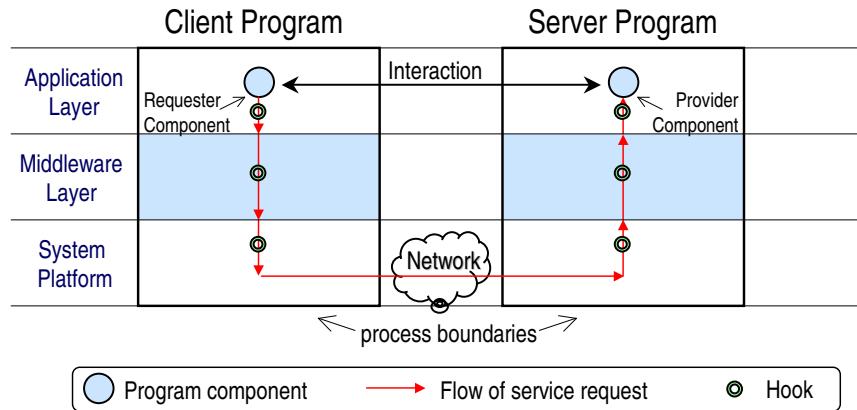 Client Program
Server Program
Application
Layer
Interaction
Requester
Component
Provider
Component
Middleware
Layer
System
Platform
Network
process boundaries
Program component
Flow of service request
Hook